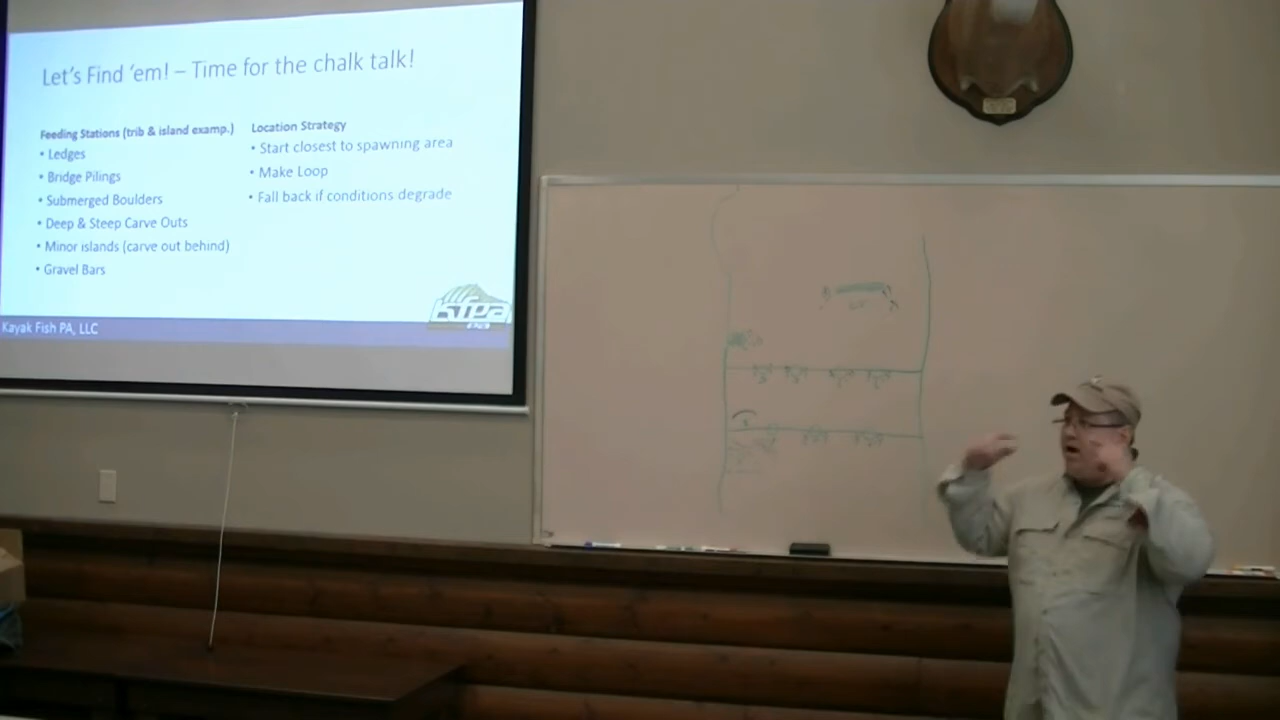 Let's Find 'em! – Time for the chalk talk!
Feeding Stations (trib & island examp.)
• Ledges
• Bridge Pilings
• Submerged Boulders
• Deep & Steep Carve Outs
• Minor islands (carve out behind)
• Gravel Bars
Location Strategy
• Start closest to spawning area
• Make Loop
• Fall back if conditions degrade
KFPA
Kayak Fish PA, LLC